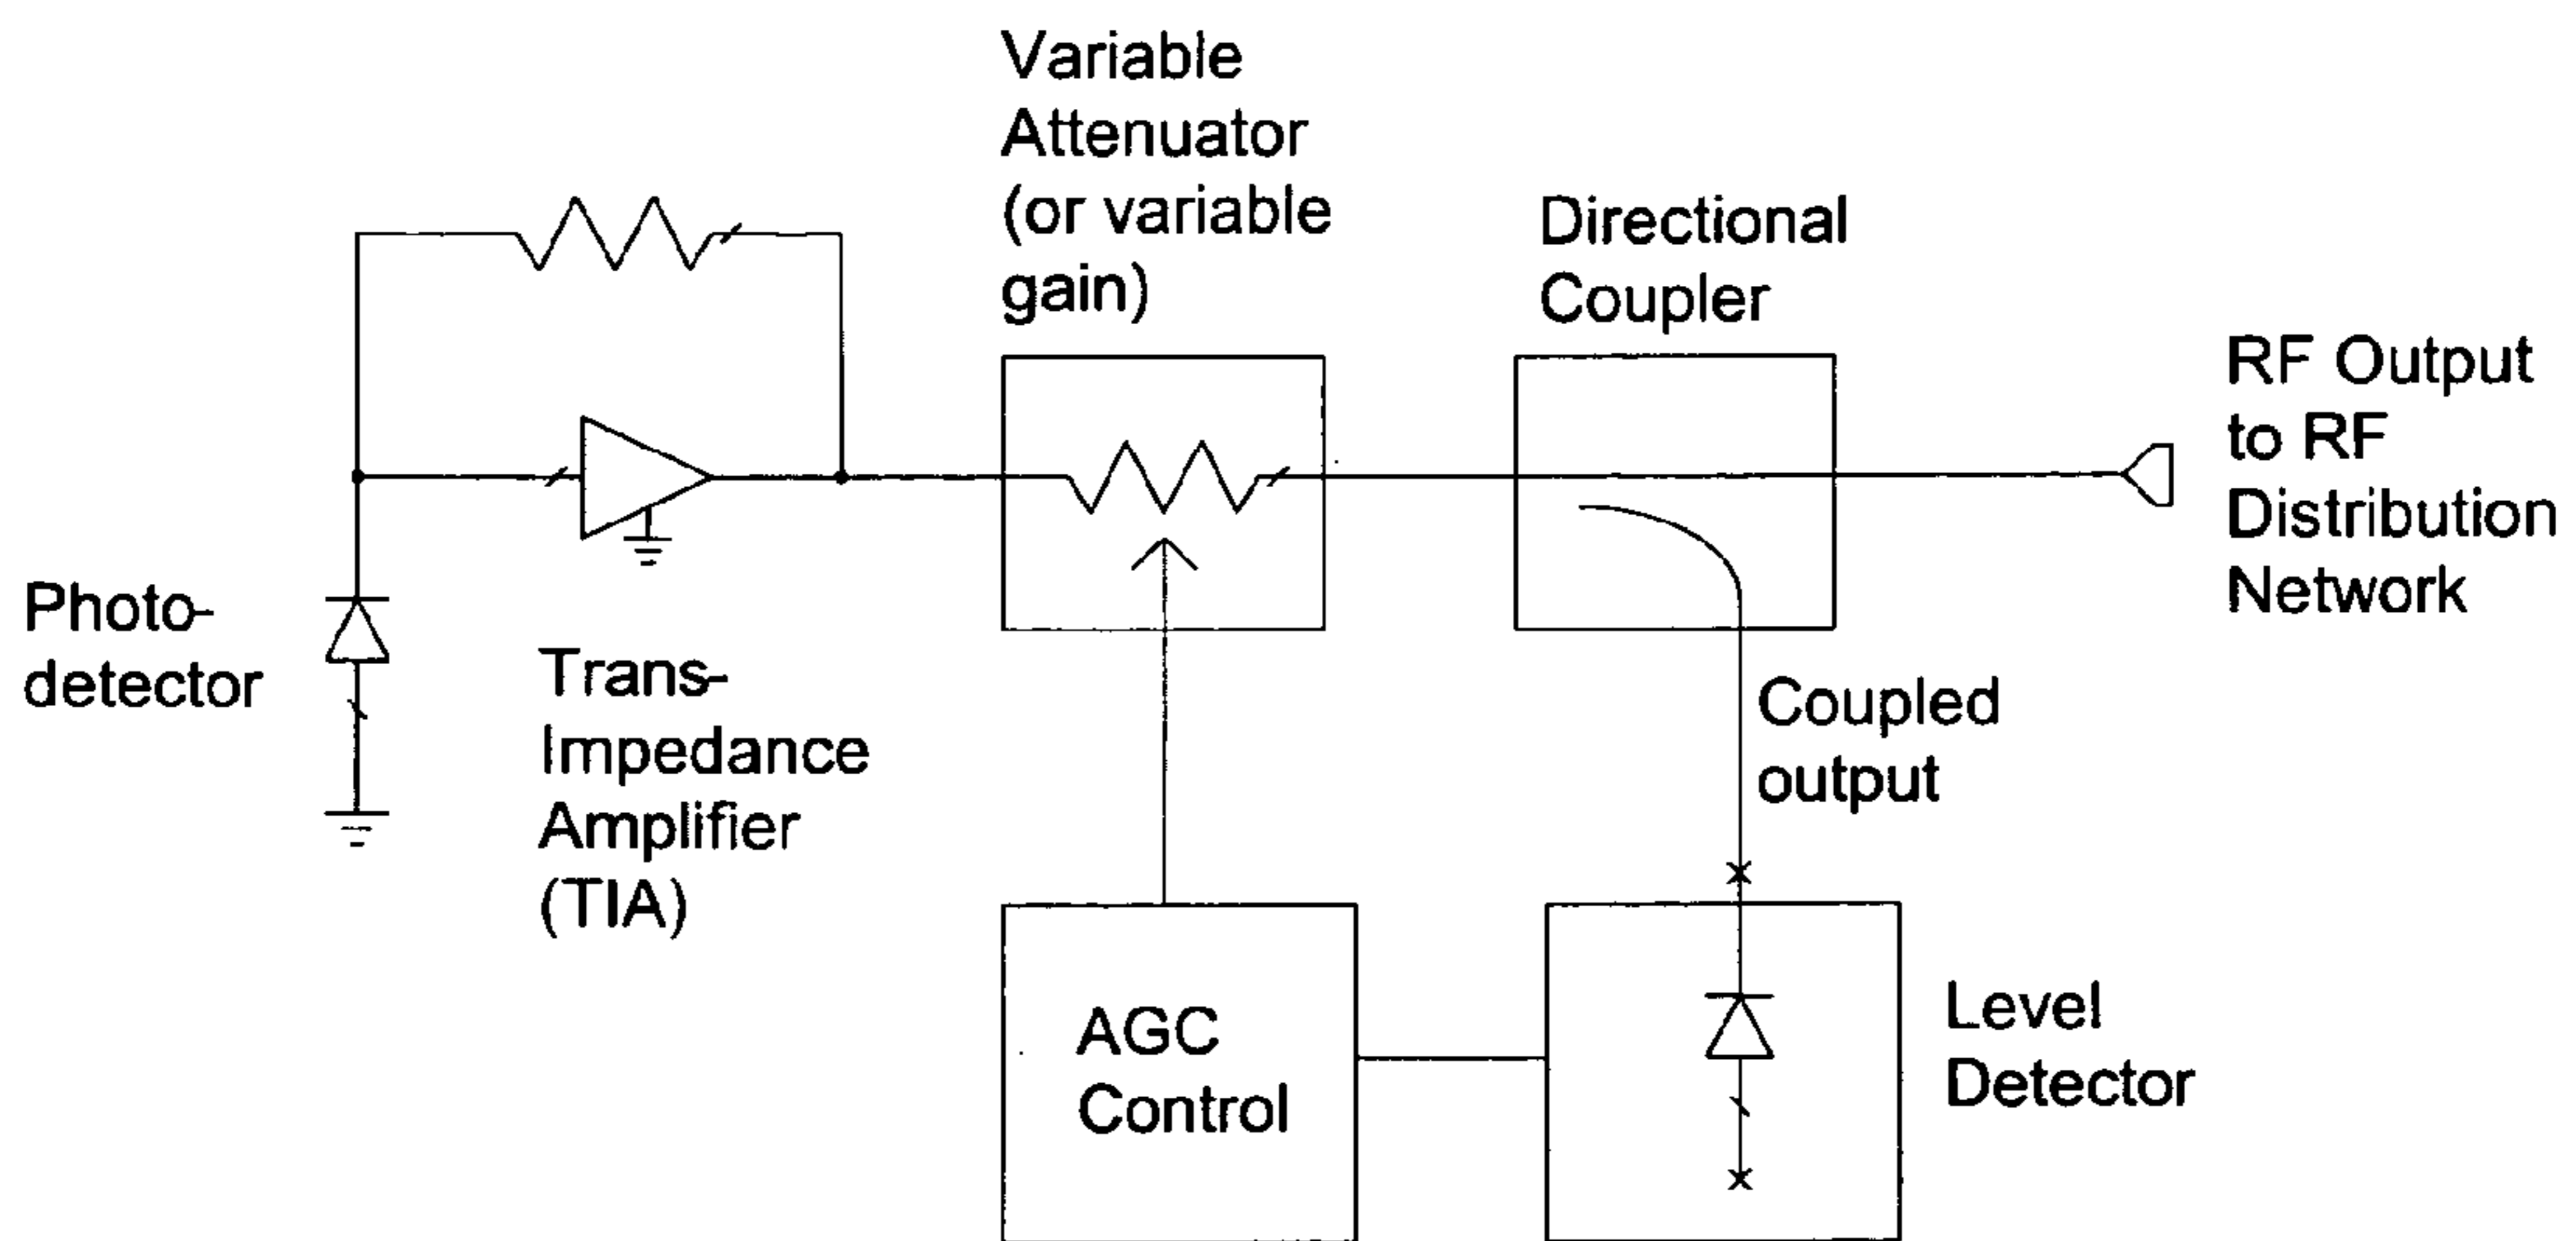 Variable
Attenuator
(or variable
gain)
Directional
Coupler
RF Output
to RF
Distribution
Network
Photo-
detector
Trans-
Impedance
Amplifier
(TIA)
Coupled
output
AGC
Control
Level
Detector